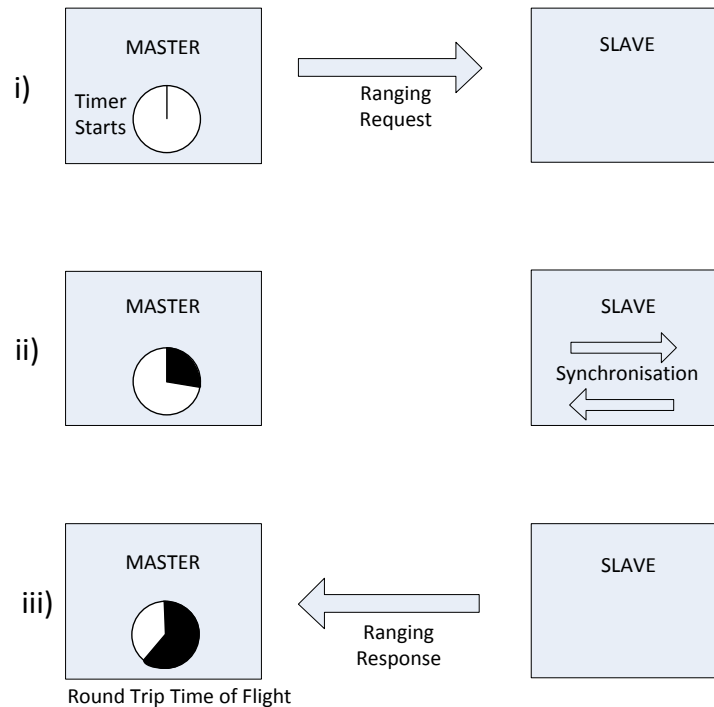 i)
MASTER
Timer
Starts
Ranging
Request
SLAVE
ii)
MASTER
SLAVE
Synchronisation
iii)
MASTER
Round Trip Time of Flight
Ranging
Response
SLAVE